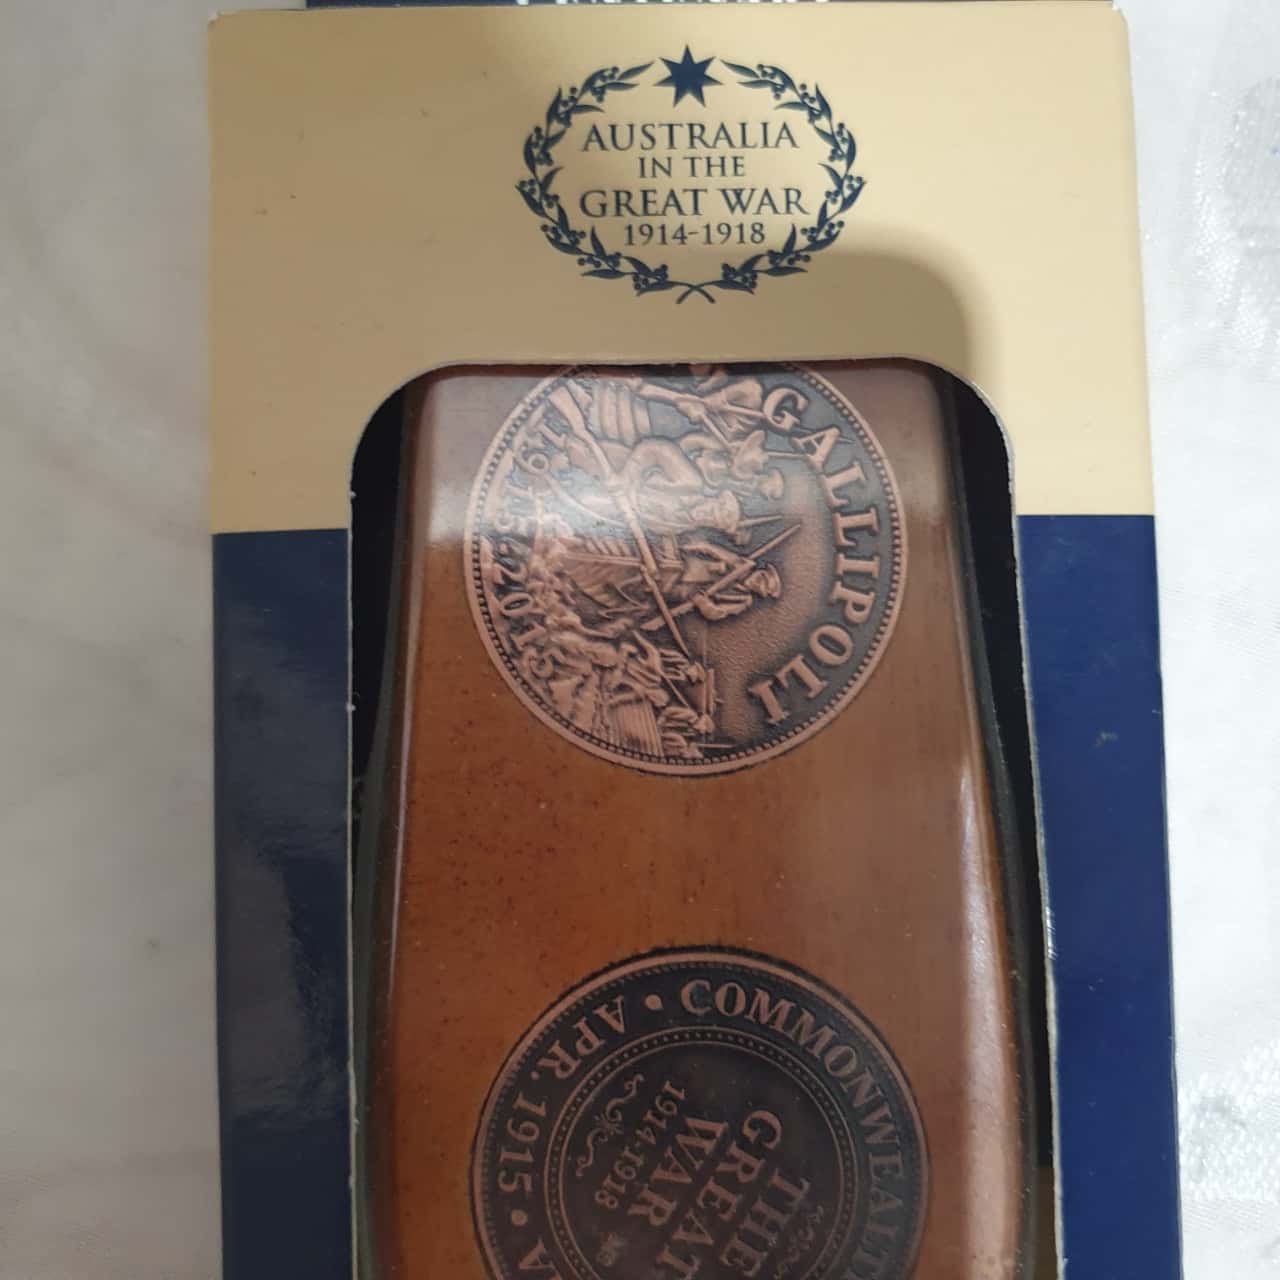 AUSTRALIA
IN THE
GREAT WAR
1914-1918
GALLIPOLI
1915-2015
COMMONWEALTH
APR. 1915
THE
GREAT
WAR
1914-1918